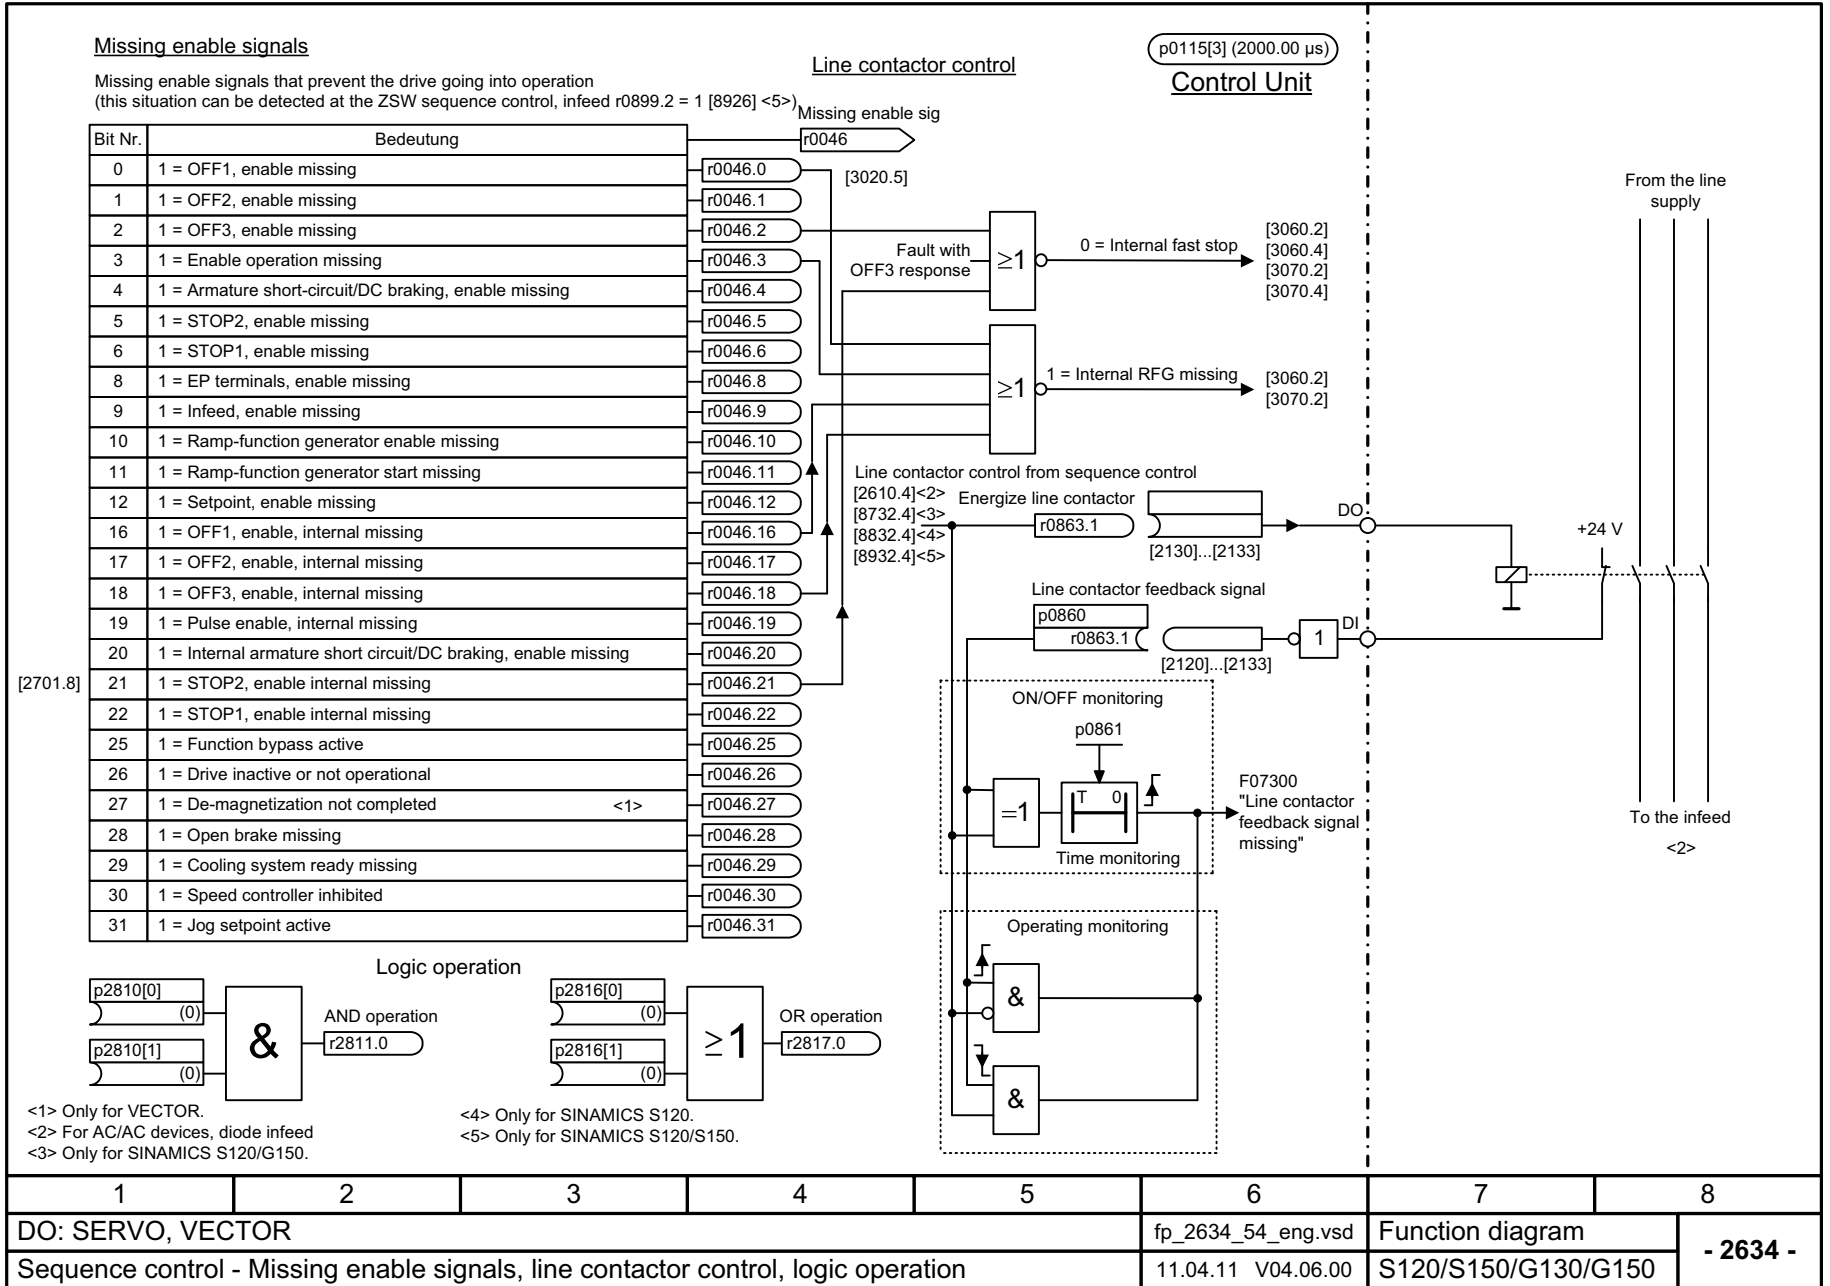 Missing enable signals
Missing enable signals that prevent the drive going into operation
(this situation can be detected at the ZSW sequence control, infeed r0899.2 = 1 [8926] <5>)
Line contactor control
p0115[3] (2000.00 µs)
Control Unit
Missing enable sig
r0046
Bit Nr. Bedeutung
0 1 = OFF1, enable missing r0046.0
1 1 = OFF2, enable missing r0046.1
2 1 = OFF3, enable missing r0046.2
3 1 = Enable operation missing r0046.3
4 1 = Armature short-circuit/DC braking, enable missing r0046.4
5 1 = STOP2, enable missing r0046.5
6 1 = STOP1, enable missing r0046.6
8 1 = EP terminals, enable missing r0046.8
9 1 = Infeed, enable missing r0046.9
10 1 = Ramp-function generator enable missing r0046.10
11 1 = Ramp-function generator start missing r0046.11
12 1 = Setpoint, enable missing r0046.12
16 1 = OFF1, enable, internal missing r0046.16
17 1 = OFF2, enable, internal missing r0046.17
18 1 = OFF3, enable, internal missing r0046.18
19 1 = Pulse enable, internal missing r0046.19
20 1 = Internal armature short circuit/DC braking, enable missing r0046.20
[2701.8] 21 1 = STOP2, enable internal missing r0046.21
22 1 = STOP1, enable internal missing r0046.22
25 1 = Function bypass active r0046.25
26 1 = Drive inactive or not operational r0046.26
27 1 = De-magnetization not completed <1> r0046.27
28 1 = Open brake missing r0046.28
29 1 = Cooling system ready missing r0046.29
30 1 = Speed controller inhibited r0046.30
31 1 = Jog setpoint active r0046.31
[3020.5]
Fault with
OFF3 response
≥1
0 = Internal fast stop
[3060.2]
[3060.4]
[3070.2]
[3070.4]
≥1
1 = Internal RFG missing
[3060.2]
[3070.2]
Line contactor control from sequence control
[2610.4]<2>
[8732.4]<3>
[8832.4]<4>
[8932.4]<5>
Energize line contactor
r0863.1
[2130]...[2133]
DO
Line contactor feedback signal
p0860
r0863.1
[2120]...[2133]
1
DI
+24 V
From the line
supply
To the infeed
<2>
ON/OFF monitoring
p0861
=1
T 0
Time monitoring
F07300
"Line contactor
feedback signal
missing"
Operating monitoring
&
&
Logic operation
p2810[0]
(0)
p2810[1]
(0)
&
AND operation
r2811.0
p2816[0]
(0)
p2816[1]
(0)
≥1
OR operation
r2817.0
<1> Only for VECTOR.
<2> For AC/AC devices, diode infeed
<3> Only for SINAMICS S120/G150.
<4> Only for SINAMICS S120.
<5> Only for SINAMICS S120/S150.
1 2 3 4 5 6 7 8
DO: SERVO, VECTOR fp_2634_54_eng.vsd Function diagram
- 2634 -
Sequence control - Missing enable signals, line contactor control, logic operation 11.04.11 V04.06.00 S120/S150/G130/G150